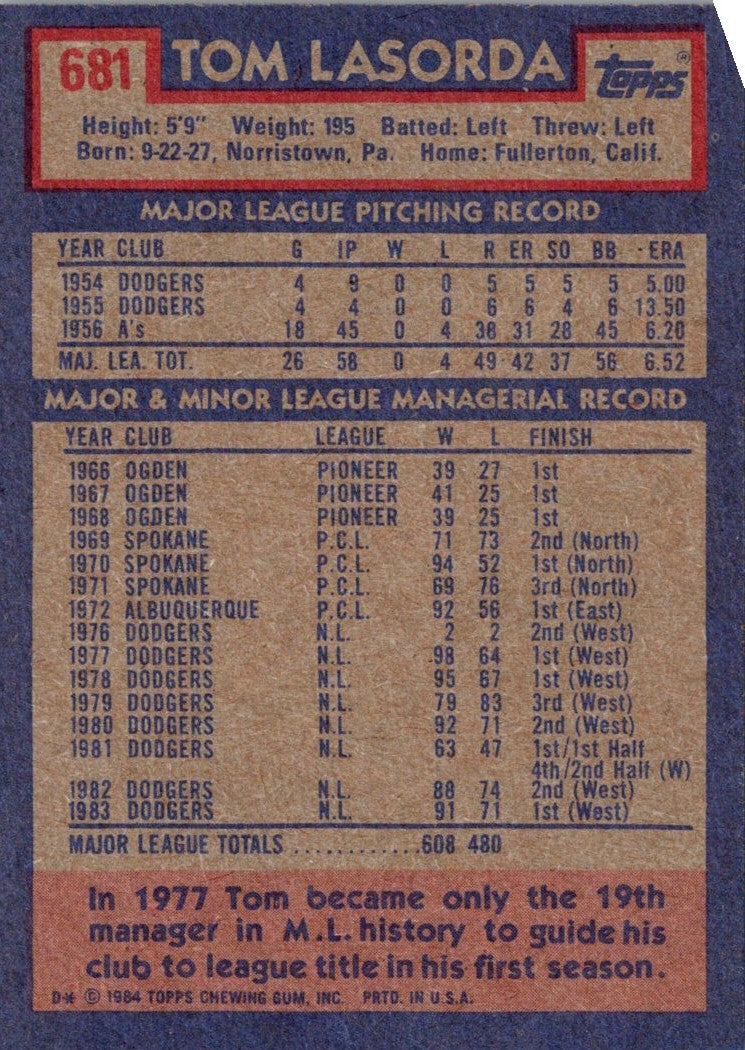 681 TOM LASORDA topps®
Height: 5'9" Weight: 195 Batted: Left Threw: Left
Born: 9-22-27, Norristown, Pa. Home: Fullerton, Calif.
MAJOR LEAGUE PITCHING RECORD
YEAR CLUB G IP W L R ER SO BB ERA
1954 DODGERS 4 9 0 0 5 5 5 5 5.00
1955 DODGERS 4 4 0 0 6 6 4 6 13.50
1956 A's 18 45 0 4 38 31 28 45 6.20
MAJ. LEA. TOT. 26 58 0 4 49 42 37 56 6.52
MAJOR & MINOR LEAGUE MANAGERIAL RECORD
YEAR CLUB LEAGUE W L FINISH
1966 OGDEN PIONEER 39 27 1st
1967 OGDEN PIONEER 41 25 1st
1968 OGDEN PIONEER 39 25 1st
1969 SPOKANE P.C.L. 71 73 2nd (North)
1970 SPOKANE P.C.L. 94 52 1st (North)
1971 SPOKANE P.C.L. 69 76 3rd (North)
1972 ALBUQUERQUE P.C.L. 92 56 1st (East)
1976 DODGERS N.L. 2 2 2nd (West)
1977 DODGERS N.L. 98 64 1st (West)
1978 DODGERS N.L. 95 67 1st (West)
1979 DODGERS N.L. 79 83 3rd (West)
1980 DODGERS N.L. 92 71 2nd (West)
1981 DODGERS N.L. 63 47 1st/1st Half
4th/2nd Half (W)
1982 DODGERS N.L. 88 74 2nd (West)
1983 DODGERS N.L. 91 71 1st (West)
MAJOR LEAGUE TOTALS ............608 480
In 1977 Tom became only the 19th
manager in M.L. history to guide his
club to league title in his first season.
D* © 1984 TOPPS CHEWING GUM, INC. PRTD. IN U.S.A.